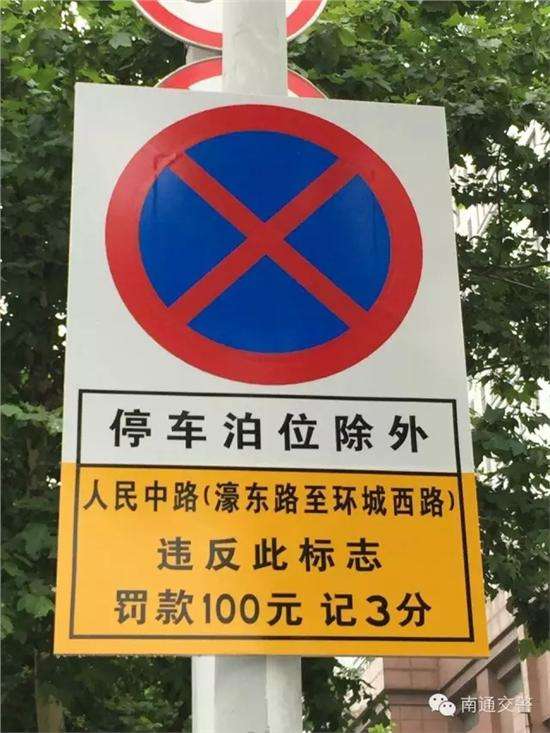 停车泊位除外
人民中路(濠东路至环城西路)
违反此标志
罚款100元 记3分
南通交警